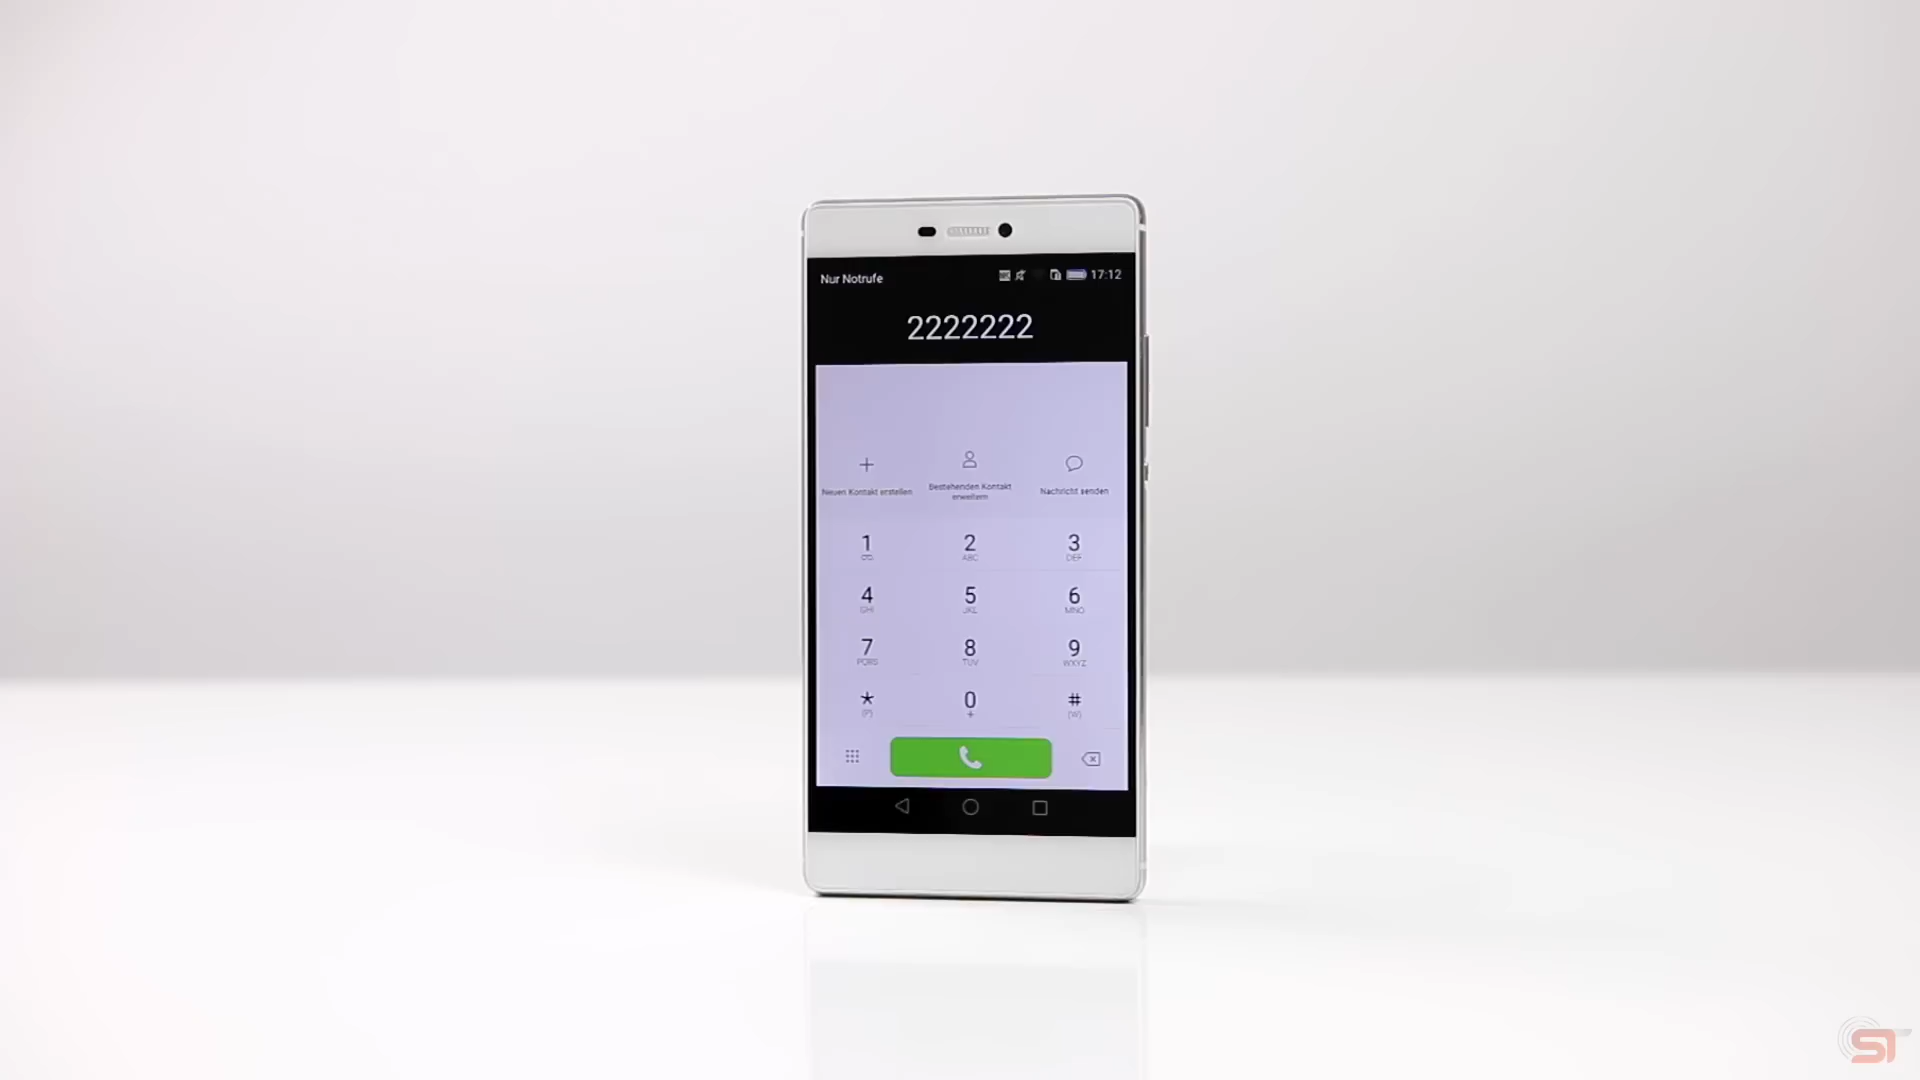 Nur Notrufe 17:12
2222222
Neuen Kontakt erstellen
Bestehenden Kontakt
erweitern
Nachricht senden
1 2 3
ABC DEF
4 5 6
GHI JKL MNO
7 8 9
PQRS TUV WXYZ
* 0 #
(P) + (W)
ST